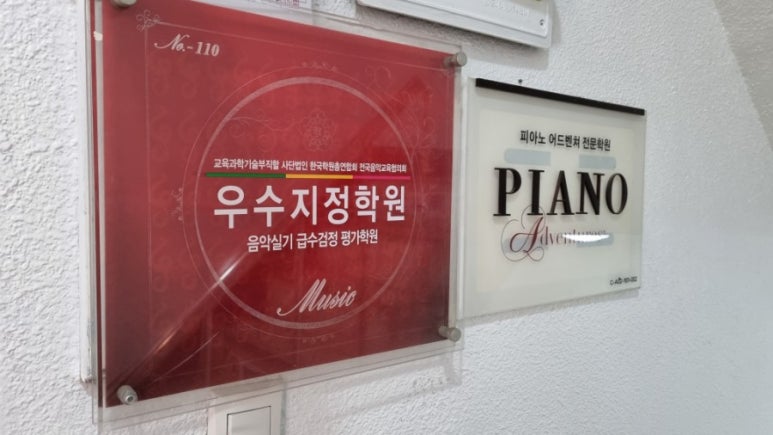 No.- 110
교육과학기술부직할 사단법인 한국학원총연합회 전국음악교육협의회
우수지정학원
음악실기 급수검정 평가학원
Music
피아노 어드벤쳐 전문학원
PIANO
Adventures